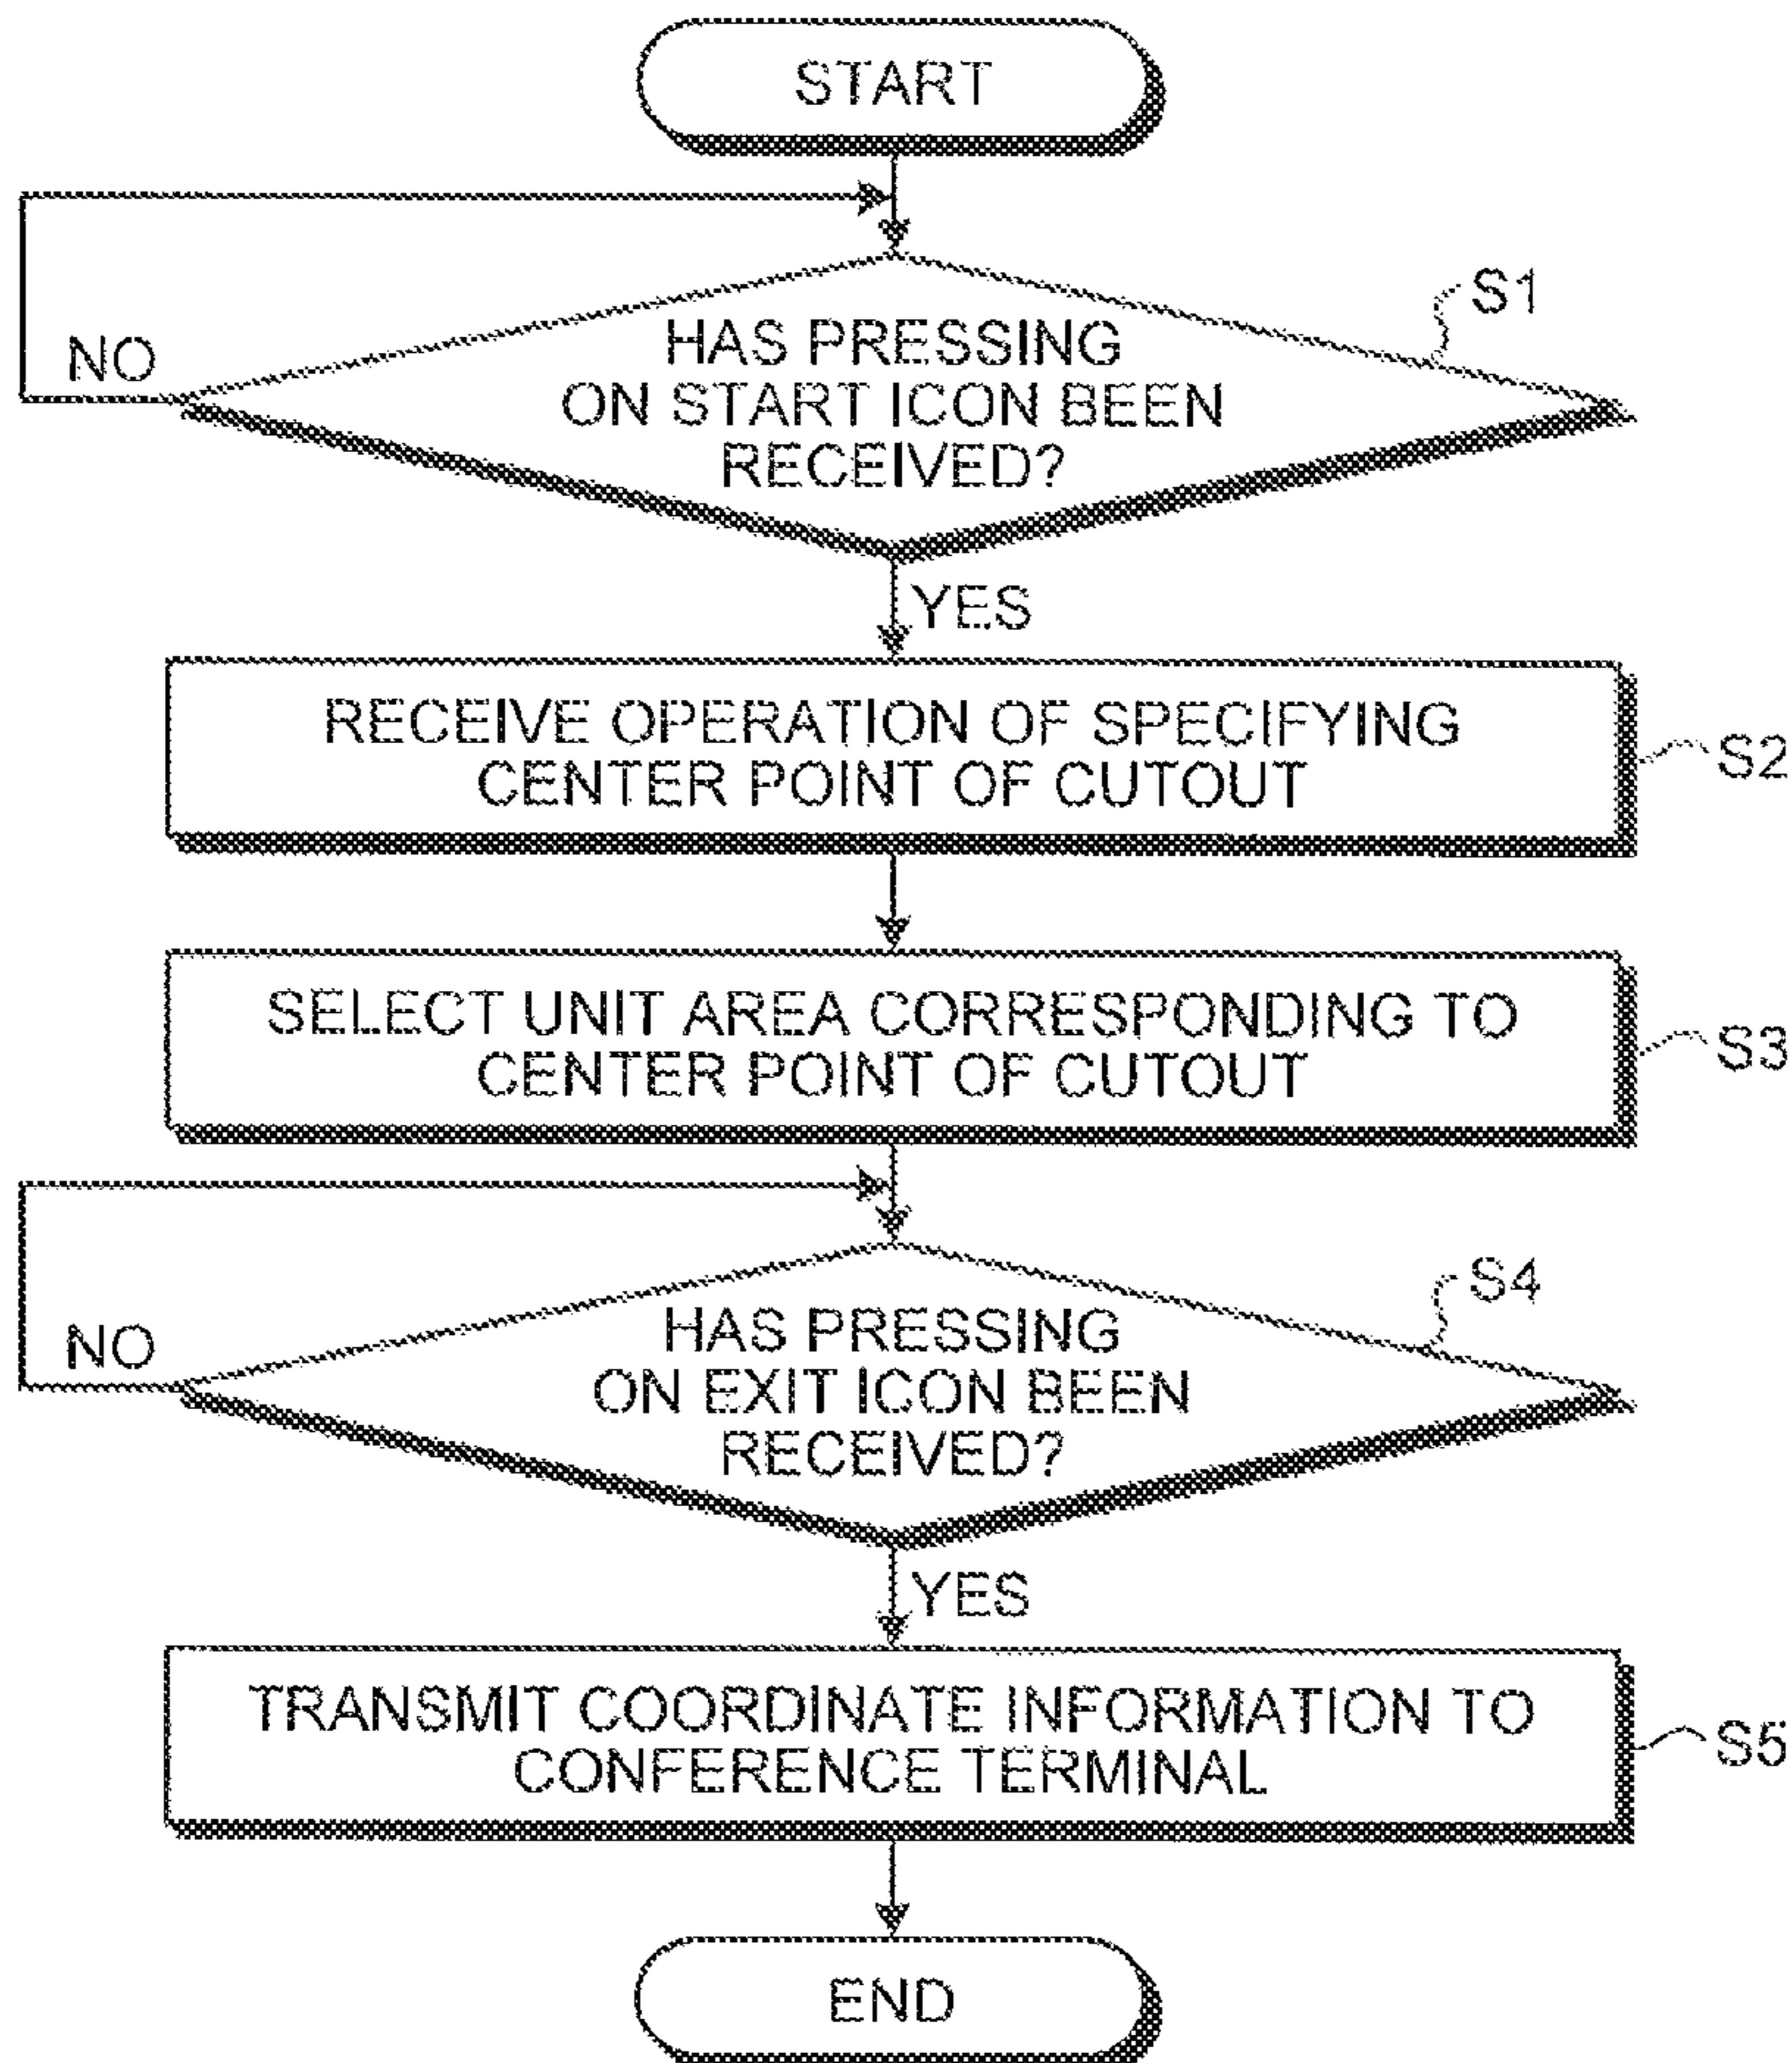 START
S1
HAS PRESSING
ON START ICON BEEN
RECEIVED?
NO
YES
RECEIVE OPERATION OF SPECIFYING
CENTER POINT OF CUTOUT
S2
SELECT UNIT AREA CORRESPONDING TO
CENTER POINT OF CUTOUT
S3
S4
HAS PRESSING
ON EXIT ICON BEEN
RECEIVED?
NO
YES
TRANSMIT COORDINATE INFORMATION TO
CONFERENCE TERMINAL
S5
END